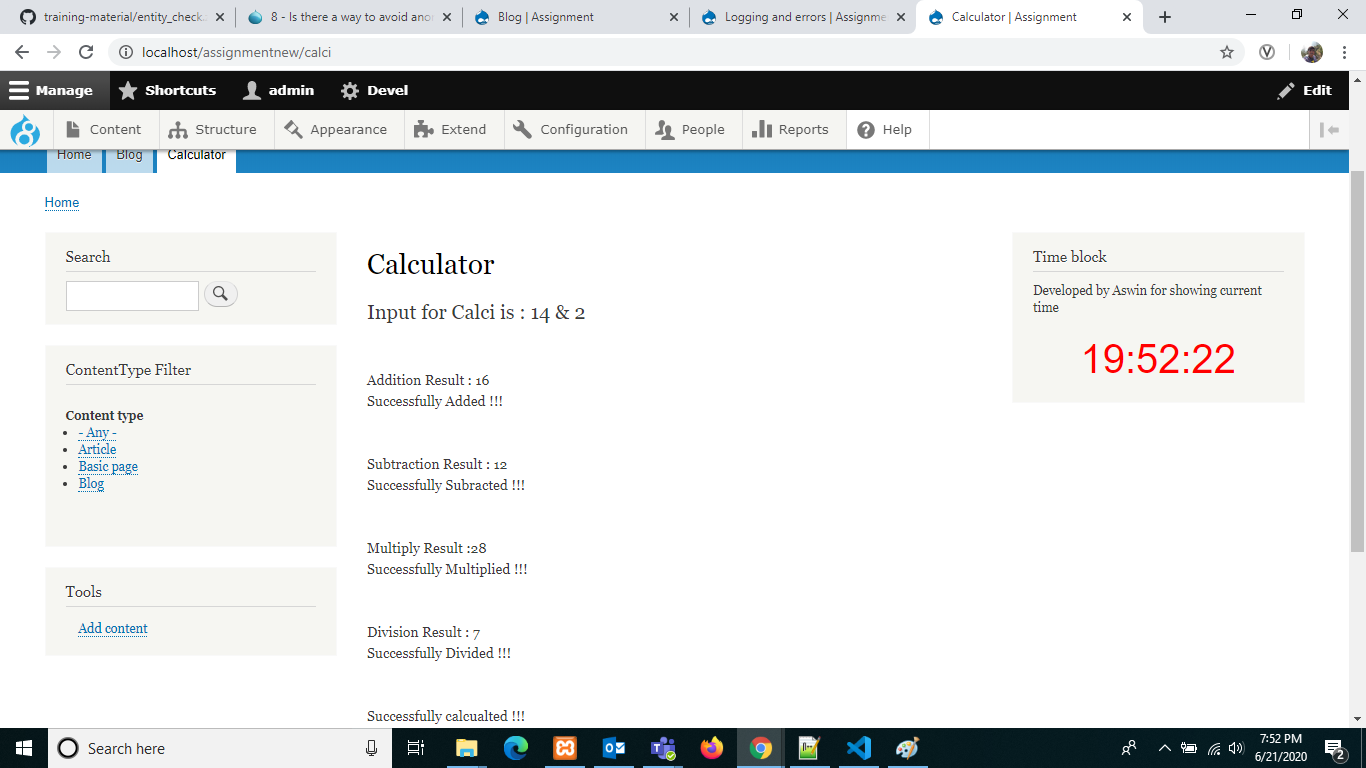 training-material/entity_check.
8 - Is there a way to avoid anon
Blog | Assignment
Logging and errors | Assignme
Calculator | Assignment
localhost/assignmentnew/calci
Manage
Shortcuts
admin
Devel
Edit
Content
Structure
Appearance
Extend
Configuration
People
Reports
Help
Home
Blog
Calculator
Home
Search
ContentType Filter
Content type
- Any -
Article
Basic page
Blog
Tools
Add content
Calculator
Input for Calci is : 14 & 2
Addition Result : 16
Successfully Added !!!
Subtraction Result : 12
Successfully Subracted !!!
Multiply Result :28
Successfully Multiplied !!!
Division Result : 7
Successfully Divided !!!
Successfully calcualted !!!
Time block
Developed by Aswin for showing current
time
19:52:22
Search here
7:52 PM
6/21/2020
2